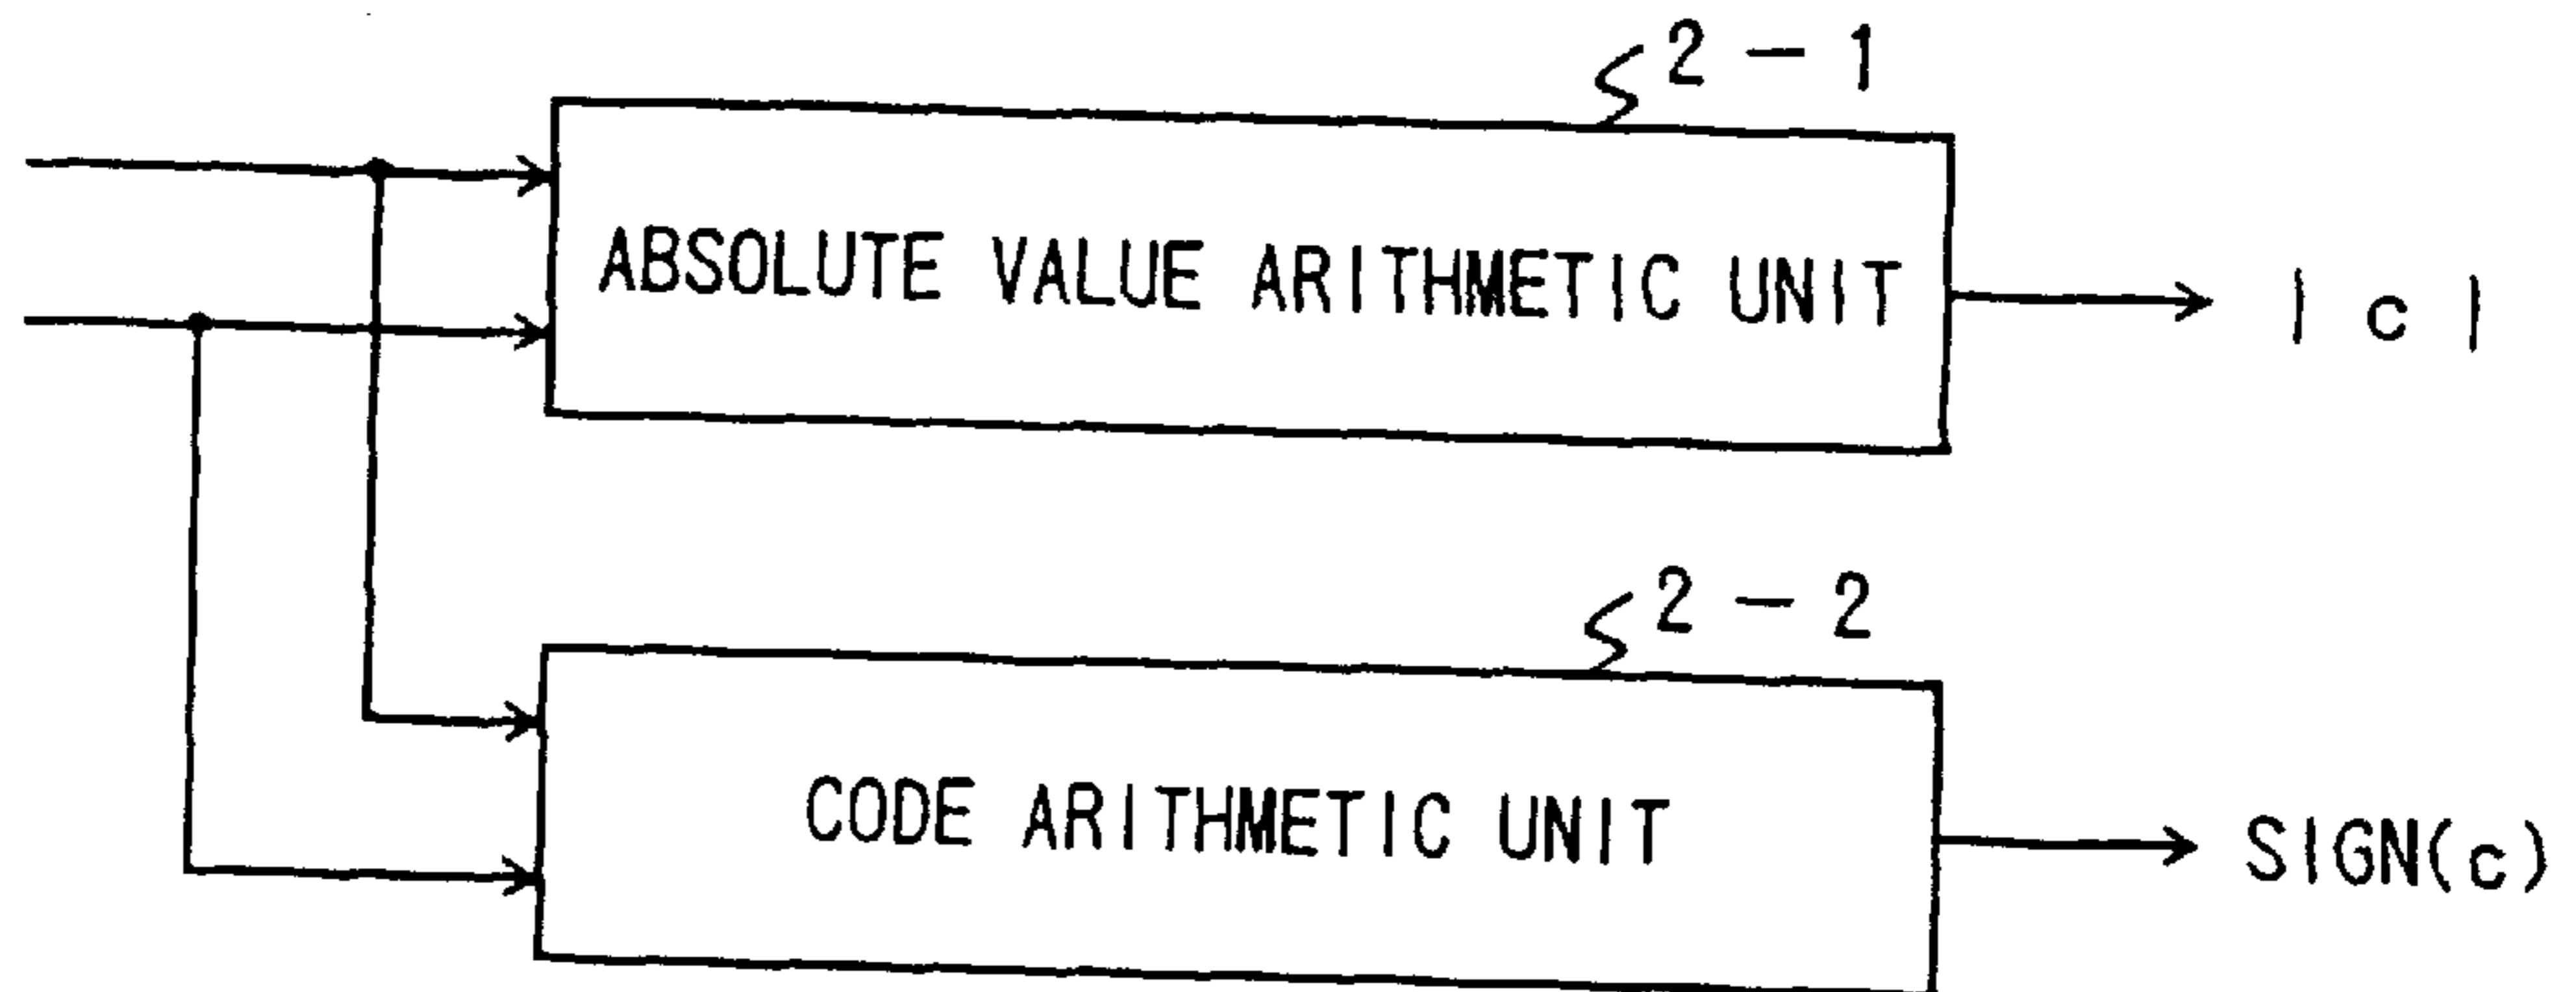 2-1
ABSOLUTE VALUE ARITHMETIC UNIT
|c|
2-2
CODE ARITHMETIC UNIT
SIGN(c)